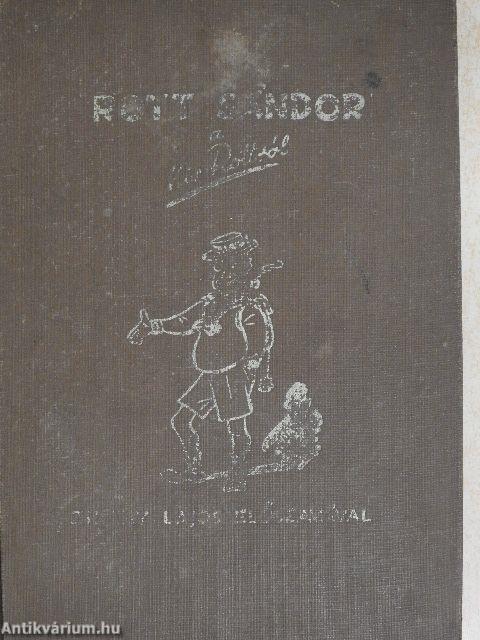 ROTT SÁNDOR
a
LAJOS ELŐSZAVÁVAL
Antikvárium.hu